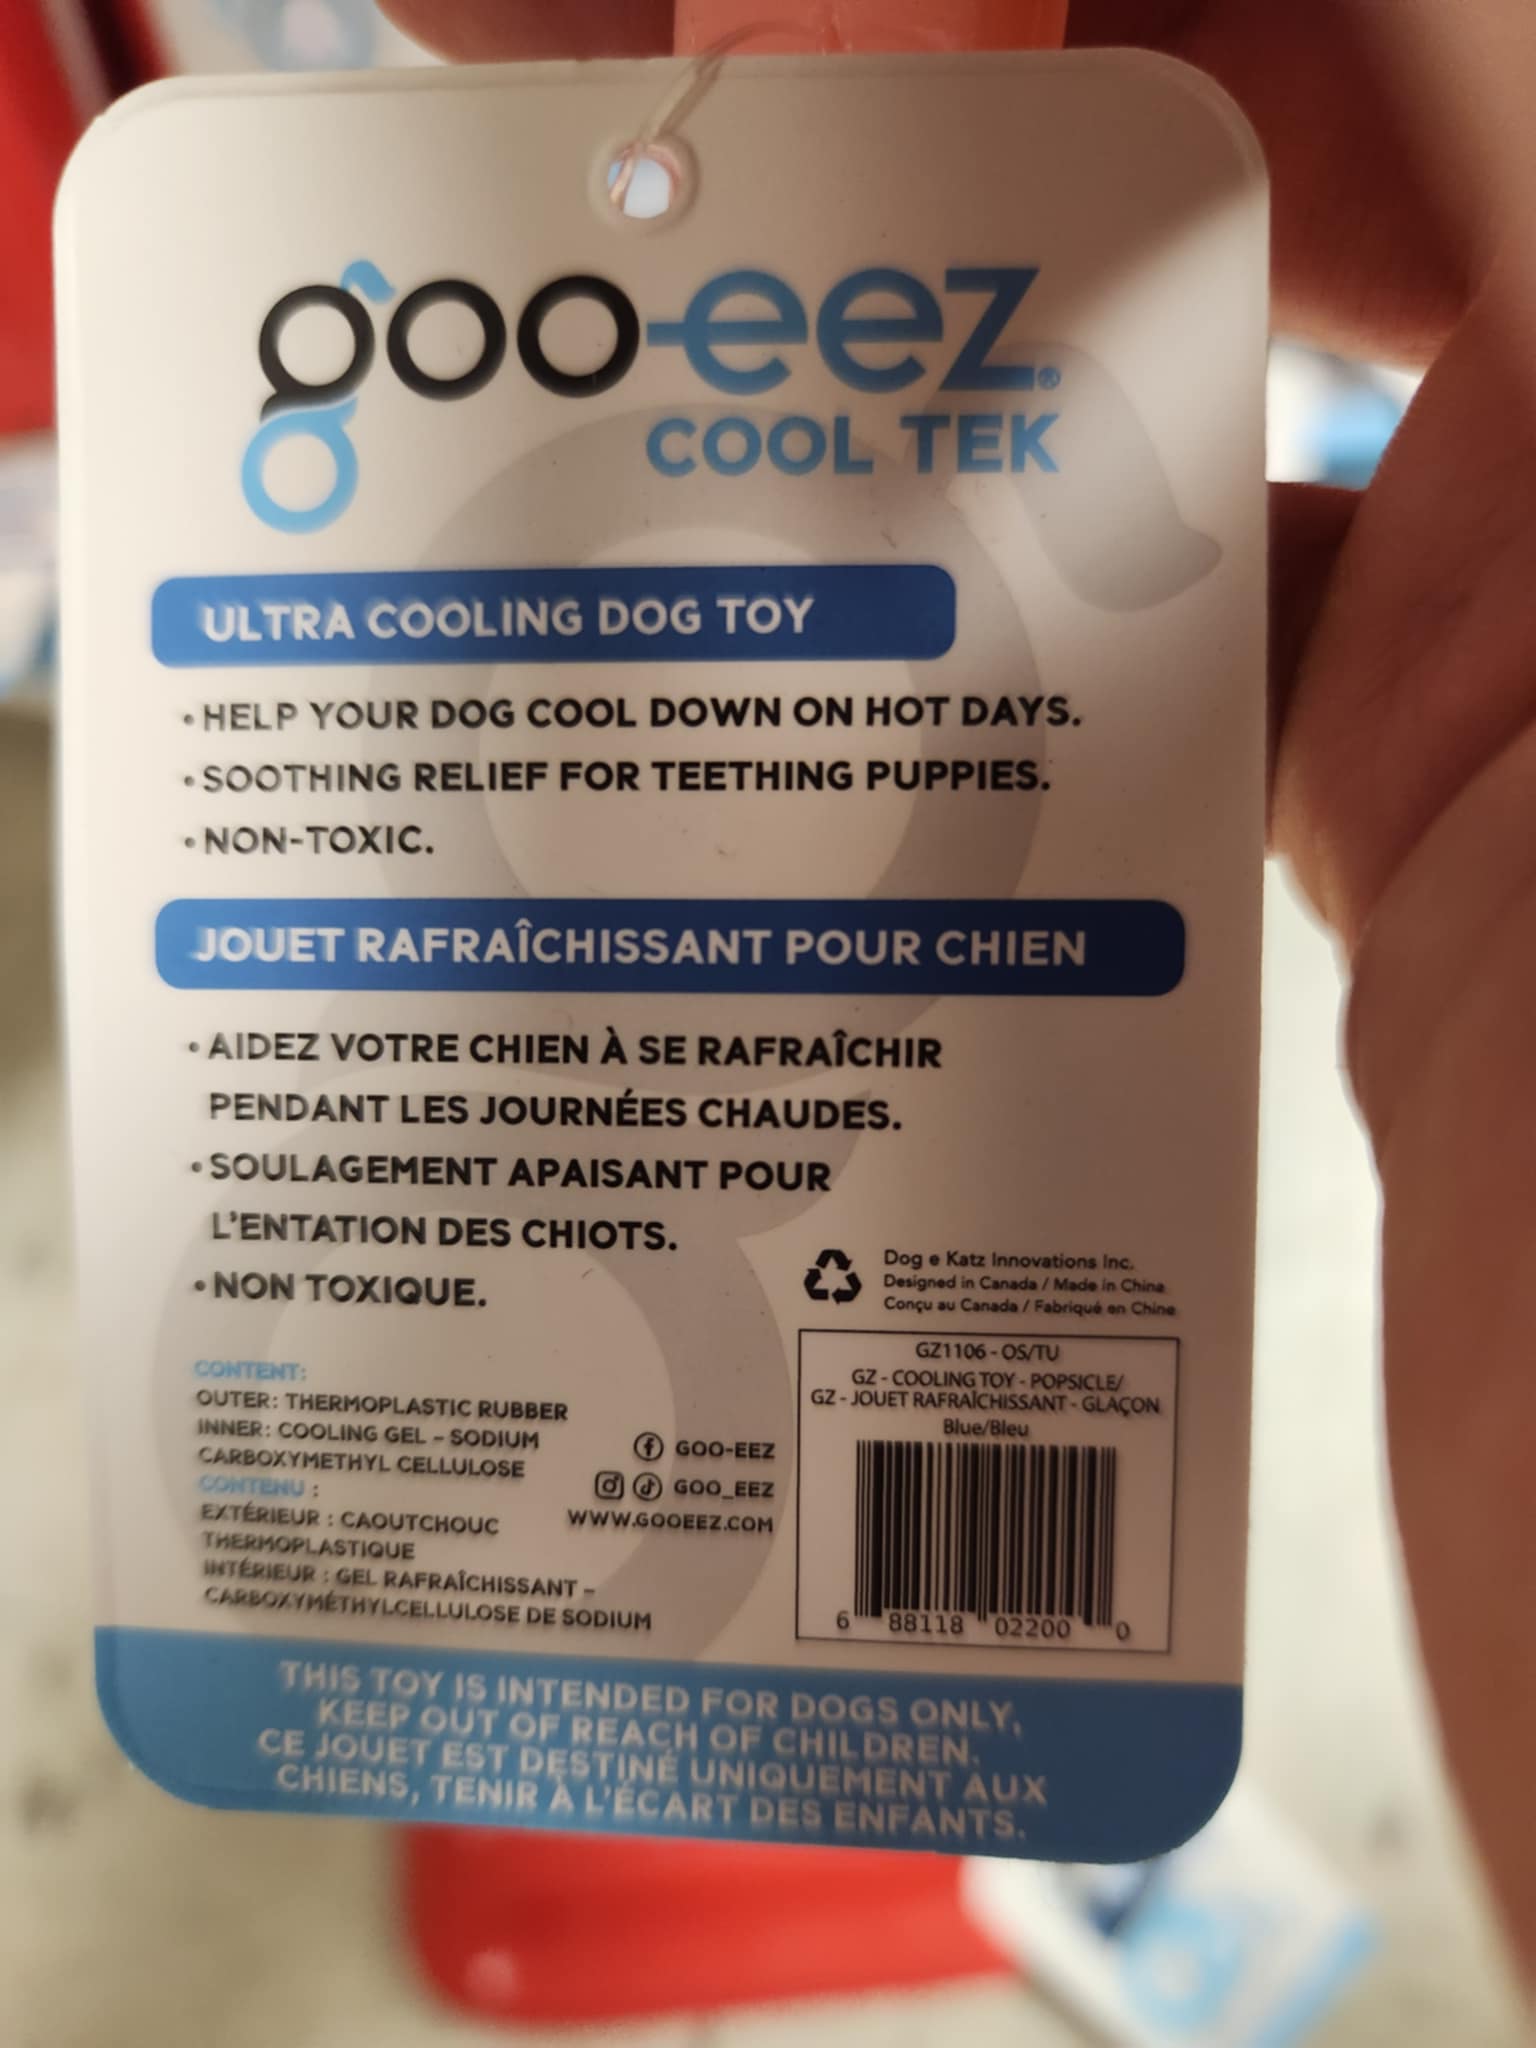 goo-eez®
COOL TEK
ULTRA COOLING DOG TOY
• HELP YOUR DOG COOL DOWN ON HOT DAYS.
• SOOTHING RELIEF FOR TEETHING PUPPIES.
• NON-TOXIC.
JOUET RAFRAÎCHISSANT POUR CHIEN
• AIDEZ VOTRE CHIEN À SE RAFRAÎCHIR
PENDANT LES JOURNÉES CHAUDES.
• SOULAGEMENT APAISANT POUR
L'ENTATION DES CHIOTS.
• NON TOXIQUE.
CONTENT:
OUTER: THERMOPLASTIC RUBBER
INNER: COOLING GEL – SODIUM
CARBOXYMETHYL CELLULOSE
CONTENU :
EXTÉRIEUR : CAOUTCHOUC
THERMOPLASTIQUE
INTÉRIEUR : GEL RAFRAÎCHISSANT –
CARBOXYMÉTHYLCELLULOSE DE SODIUM
GOO-EEZ
GOO_EEZ
WWW.GOOEEZ.COM
Dog e Katz Innovations Inc.
Designed in Canada / Made in China
Conçu au Canada / Fabriqué en Chine
GZ1106 - OS/TU
GZ - COOLING TOY - POPSICLE/
GZ - JOUET RAFRAÎCHISSANT - GLAÇON
Blue/Bleu
6 88118 02200 0
THIS TOY IS INTENDED FOR DOGS ONLY,
KEEP OUT OF REACH OF CHILDREN.
CE JOUET EST DESTINÉ UNIQUEMENT AUX
CHIENS, TENIR À L'ÉCART DES ENFANTS.